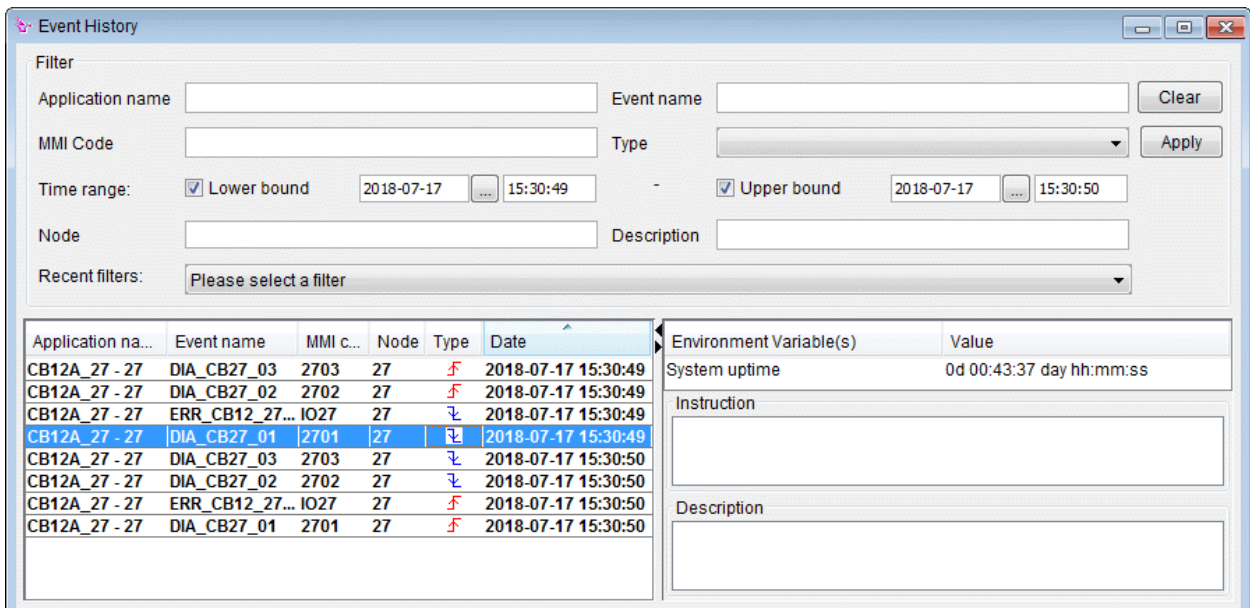 Event History
Filter
Application name Event name Clear
MMI Code Type Apply
Time range: Lower bound 2018-07-17 ... 15:30:49 - Upper bound 2018-07-17 ... 15:30:50
Node Description
Recent filters: Please select a filter
Application na... Event name MMI c... Node Type Date
CB12A_27 - 27 DIA_CB27_03 2703 27 2018-07-17 15:30:49
CB12A_27 - 27 DIA_CB27_02 2702 27 2018-07-17 15:30:49
CB12A_27 - 27 ERR_CB12_27... IO27 27 2018-07-17 15:30:49
CB12A_27 - 27 DIA_CB27_01 2701 27 2018-07-17 15:30:49
CB12A_27 - 27 DIA_CB27_03 2703 27 2018-07-17 15:30:50
CB12A_27 - 27 DIA_CB27_02 2702 27 2018-07-17 15:30:50
CB12A_27 - 27 ERR_CB12_27... IO27 27 2018-07-17 15:30:50
CB12A_27 - 27 DIA_CB27_01 2701 27 2018-07-17 15:30:50
Environment Variable(s) Value
System uptime 0d 00:43:37 day hh:mm:ss
Instruction
Description